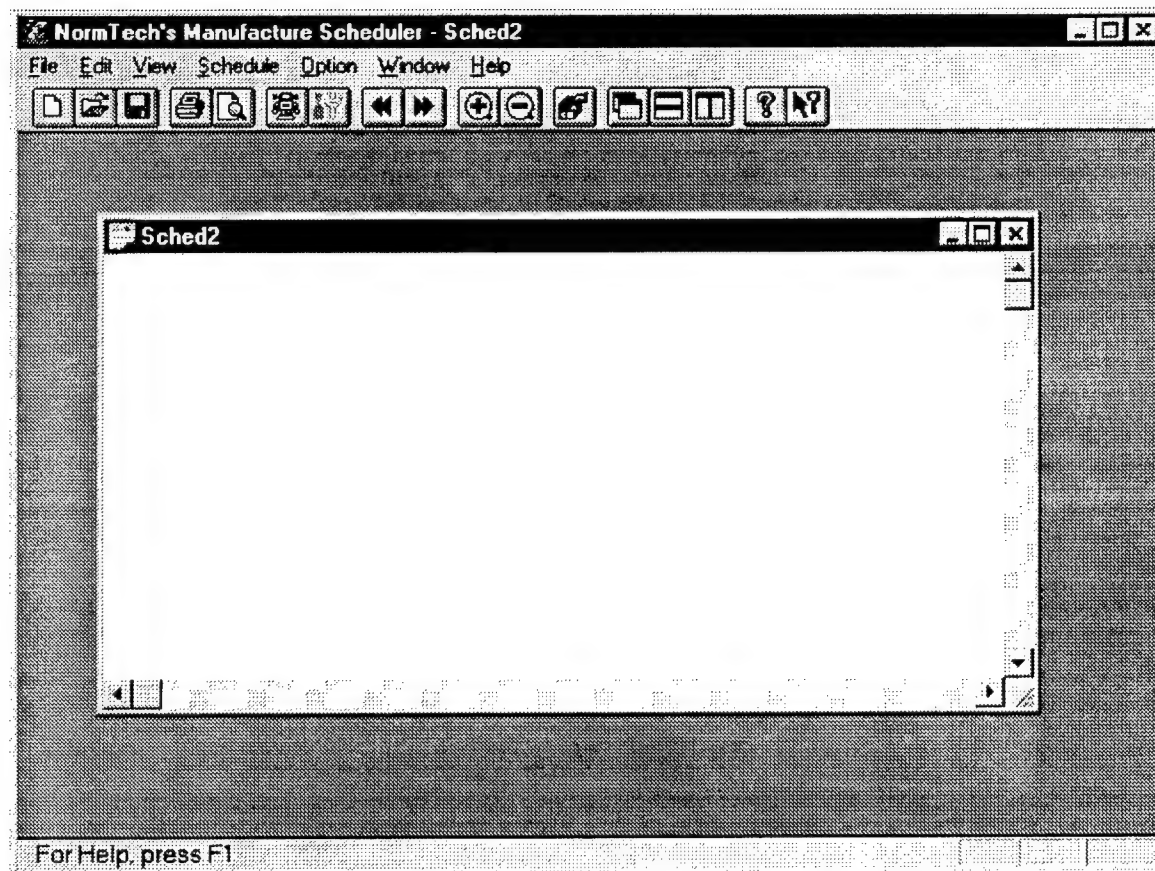 NormTech's Manufacture Scheduler - Sched2
File Edit View Schedule Option Window Help
Sched2
For Help, press F1